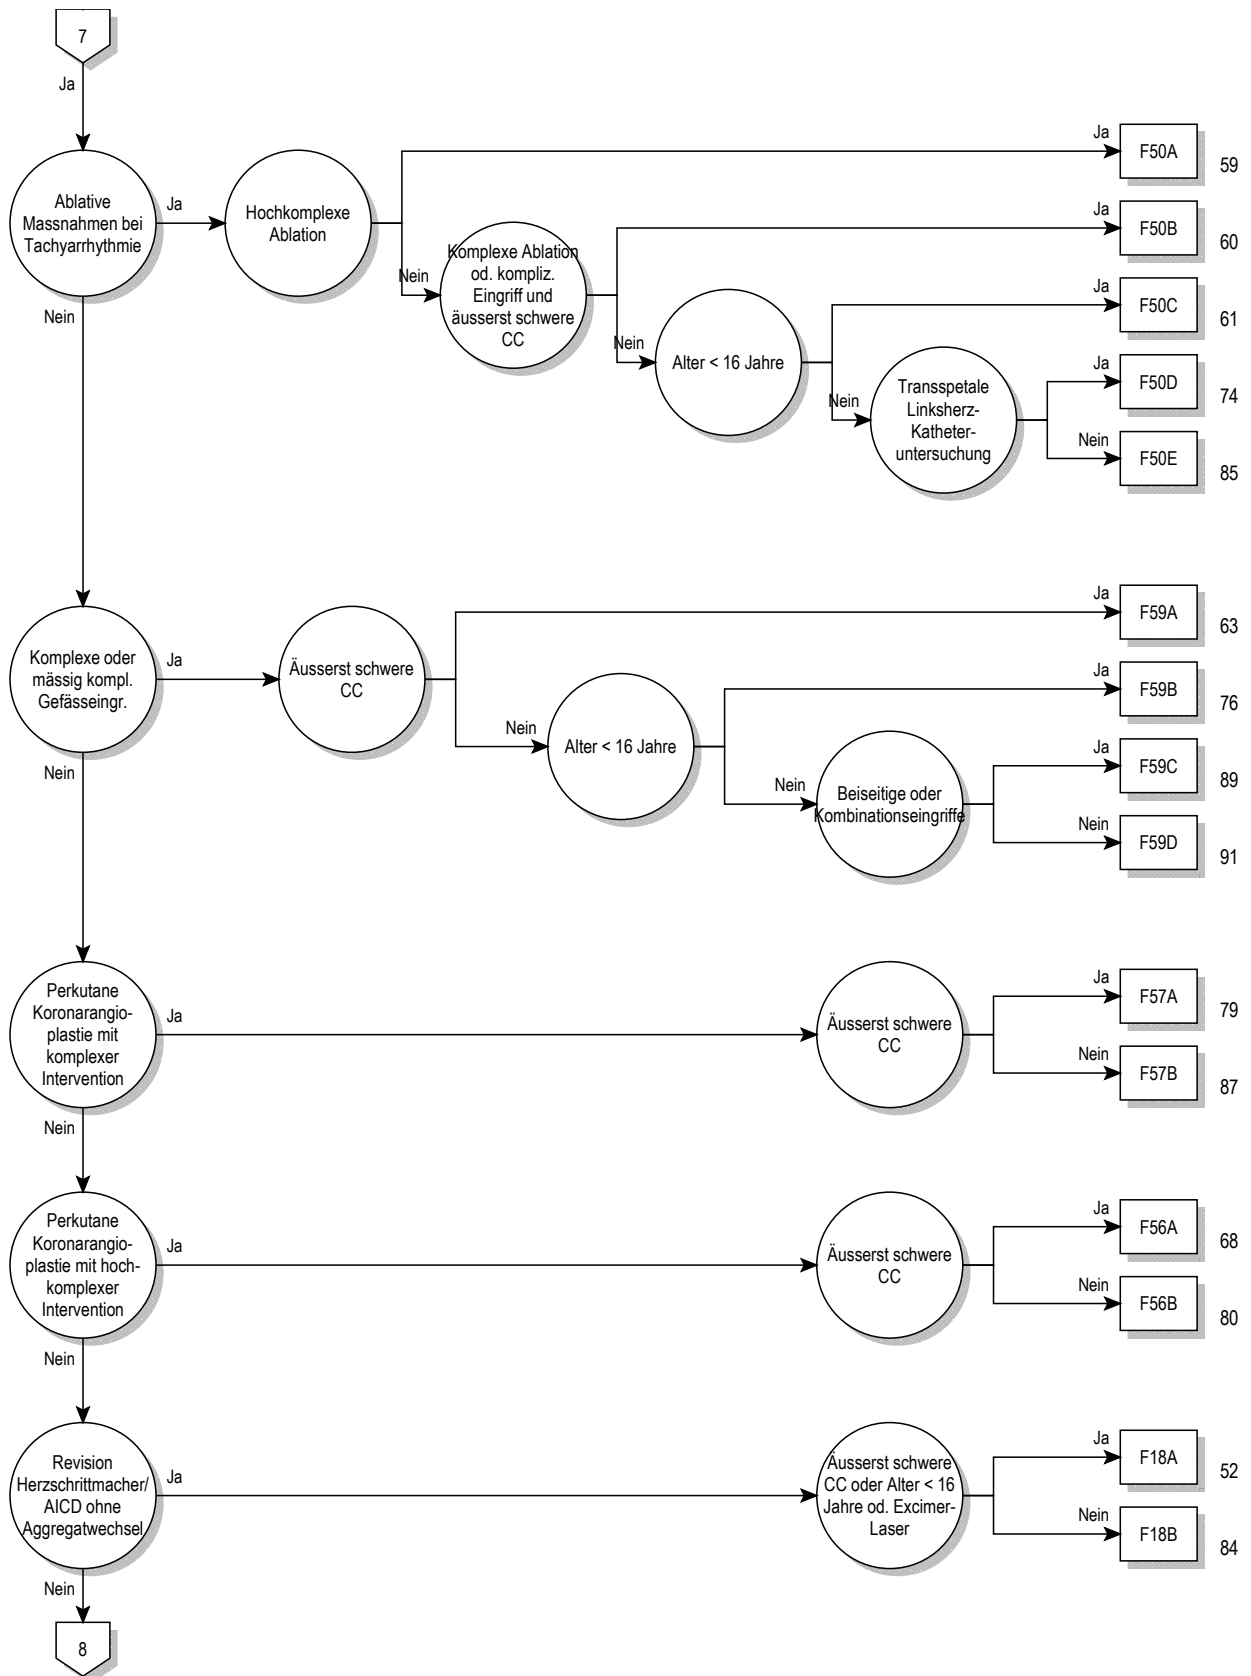 7
Ja
Ablative
Massnahmen bei
Tachyarrhythmie
Ja
Hochkomplexe
Ablation
Ja
F50A
59
Nein
Komplexe Ablation
od. kompliz.
Eingriff und
äusserst schwere
CC
Ja
F50B
60
Nein
Alter < 16 Jahre
Ja
F50C
61
Nein
Transspetale
Linksherz-
Katheter-
untersuchung
Ja
F50D
74
Nein
F50E
85
Nein
Komplexe oder
mässig kompl.
Gefässeingr.
Ja
Äusserst schwere
CC
Ja
F59A
63
Nein
Alter < 16 Jahre
Ja
F59B
76
Nein
Beiseitige oder
Kombinationseingriffe
Ja
F59C
89
Nein
F59D
91
Nein
Perkutane
Koronarangio-
plastie mit
komplexer
Intervention
Ja
Äusserst schwere
CC
Ja
F57A
79
Nein
F57B
87
Nein
Perkutane
Koronarangio-
plastie mit hoch-
komplexer
Intervention
Ja
Äusserst schwere
CC
Ja
F56A
68
Nein
F56B
80
Nein
Revision
Herzschrittmacher/
AICD ohne
Aggregatwechsel
Ja
Äusserst schwere
CC oder Alter < 16
Jahre od. Excimer-
Laser
Ja
F18A
52
Nein
F18B
84
Nein
8